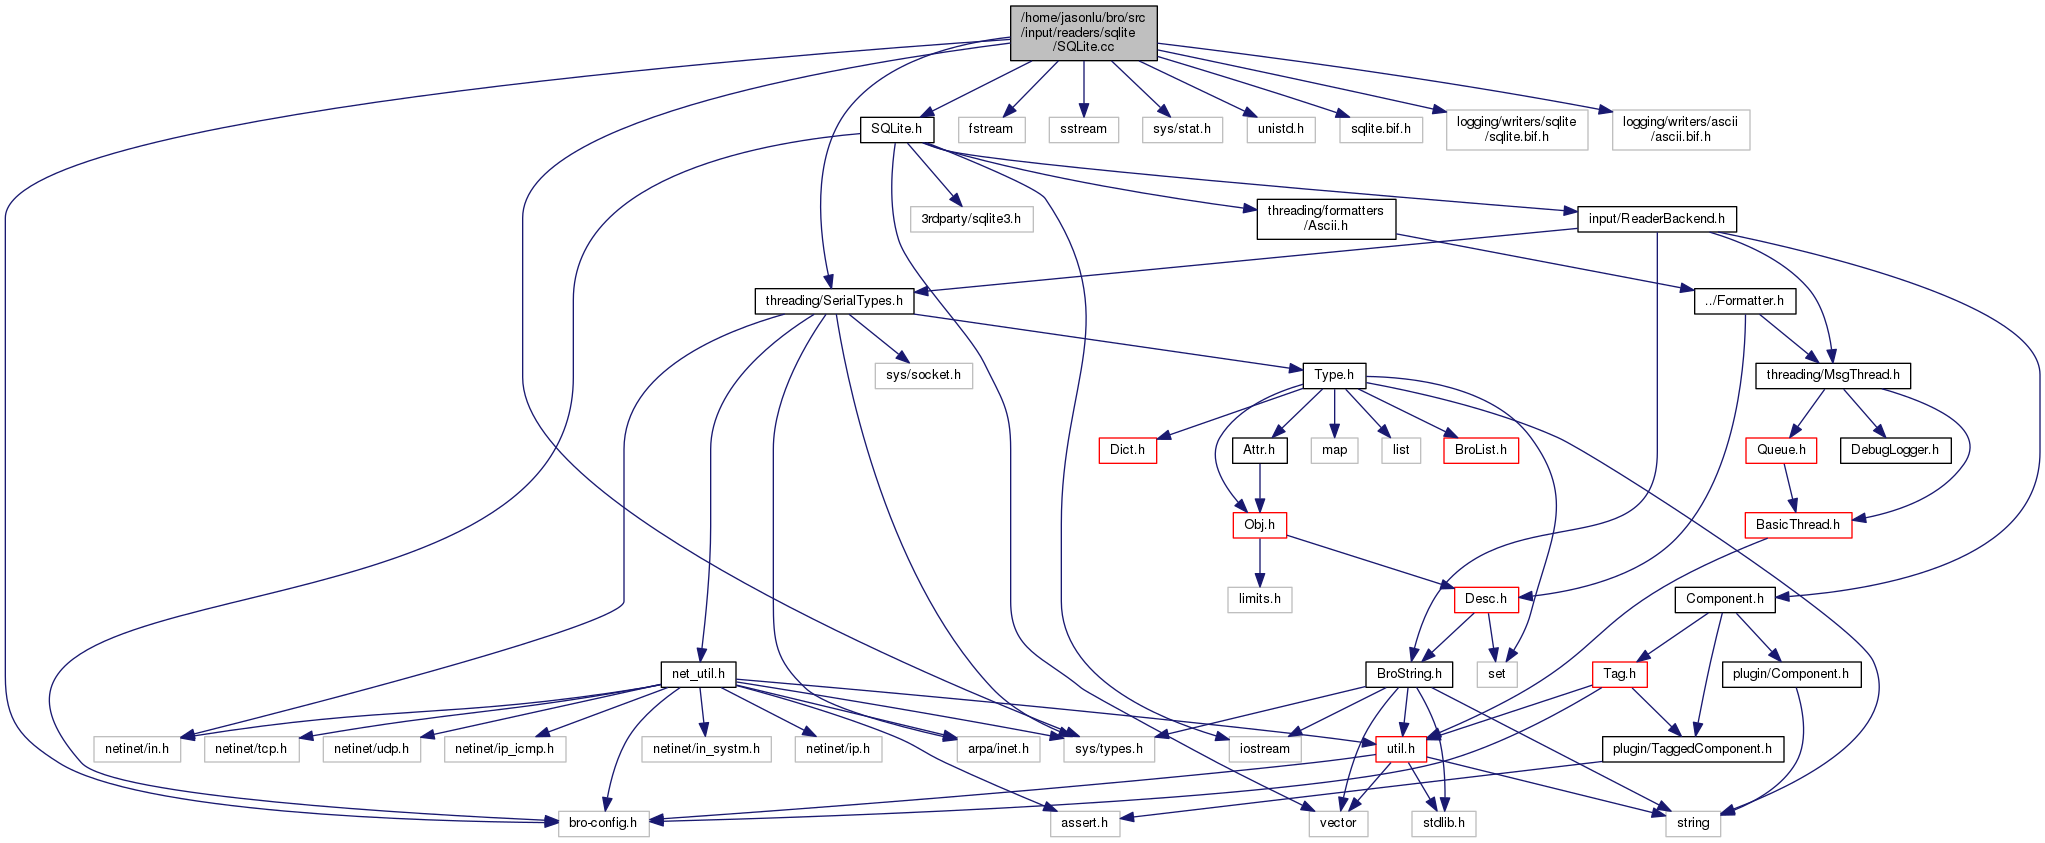 /home/jasonlu/bro/src
/input/readers/sqlite
/SQLite.cc
SQLite.h
fstream
sstream
sys/stat.h
unistd.h
sqlite.bif.h
logging/writers/sqlite
/sqlite.bif.h
logging/writers/ascii
/ascii.bif.h
3rdparty/sqlite3.h
threading/formatters
/Ascii.h
input/ReaderBackend.h
threading/SerialTypes.h
../Formatter.h
sys/socket.h
Type.h
threading/MsgThread.h
Dict.h
Attr.h
map
list
BroList.h
Queue.h
DebugLogger.h
Obj.h
BasicThread.h
limits.h
Desc.h
Component.h
net_util.h
BroString.h
set
Tag.h
plugin/Component.h
netinet/in.h
netinet/tcp.h
netinet/udp.h
netinet/ip_icmp.h
netinet/in_systm.h
netinet/ip.h
arpa/inet.h
sys/types.h
iostream
util.h
plugin/TaggedComponent.h
bro-config.h
assert.h
vector
stdlib.h
string